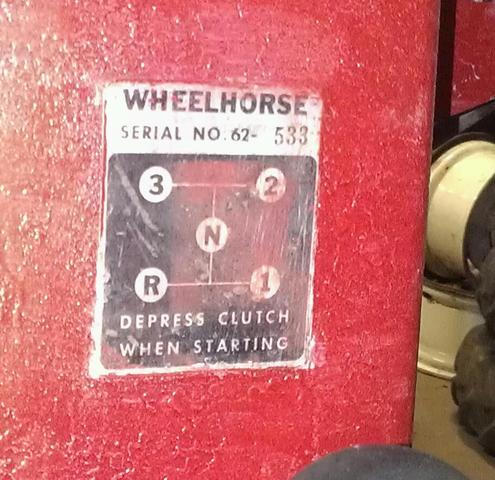 WHEELHORSE
SERIAL NO. 62- 533
3 2
N
R 1
DEPRESS CLUTCH
WHEN STARTING